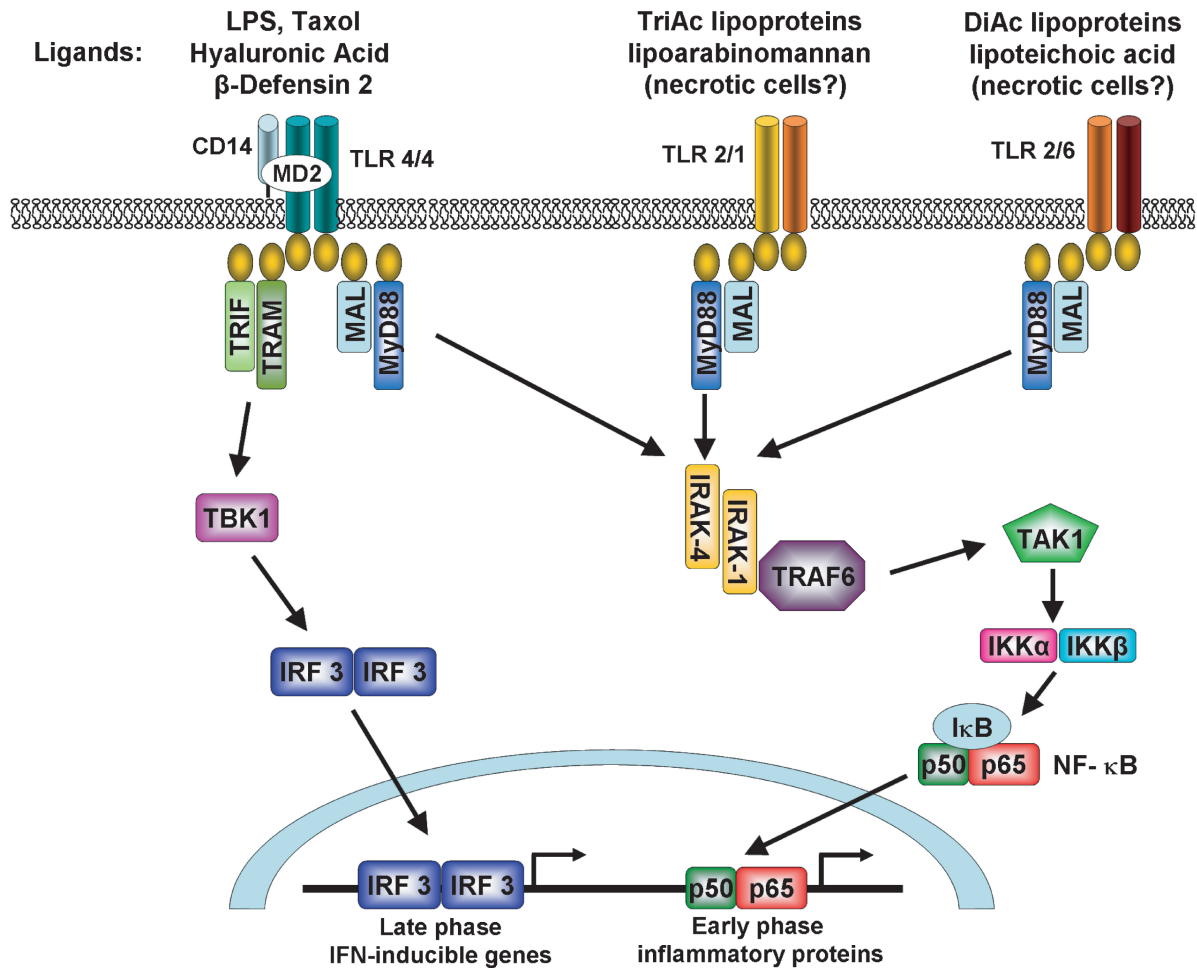 Ligands:
LPS, Taxol
Hyaluronic Acid
β-Defensin 2
TriAc lipoproteins
lipoarabinomannan
(necrotic cells?)
DiAc lipoproteins
lipoteichoic acid
(necrotic cells?)
CD14
MD2
TLR 4/4
TLR 2/1
TLR 2/6
TRIF
TRAM
MAL
MyD88
MyD88
MAL
MyD88
MAL
TBK1
IRAK-4
IRAK-1
TRAF6
TAK1
IKKα
IKKβ
IRF 3
IRF 3
IκB
p50
p65
NF- κB
IRF 3
IRF 3
p50
p65
Late phase
IFN-inducible genes
Early phase
inflammatory proteins